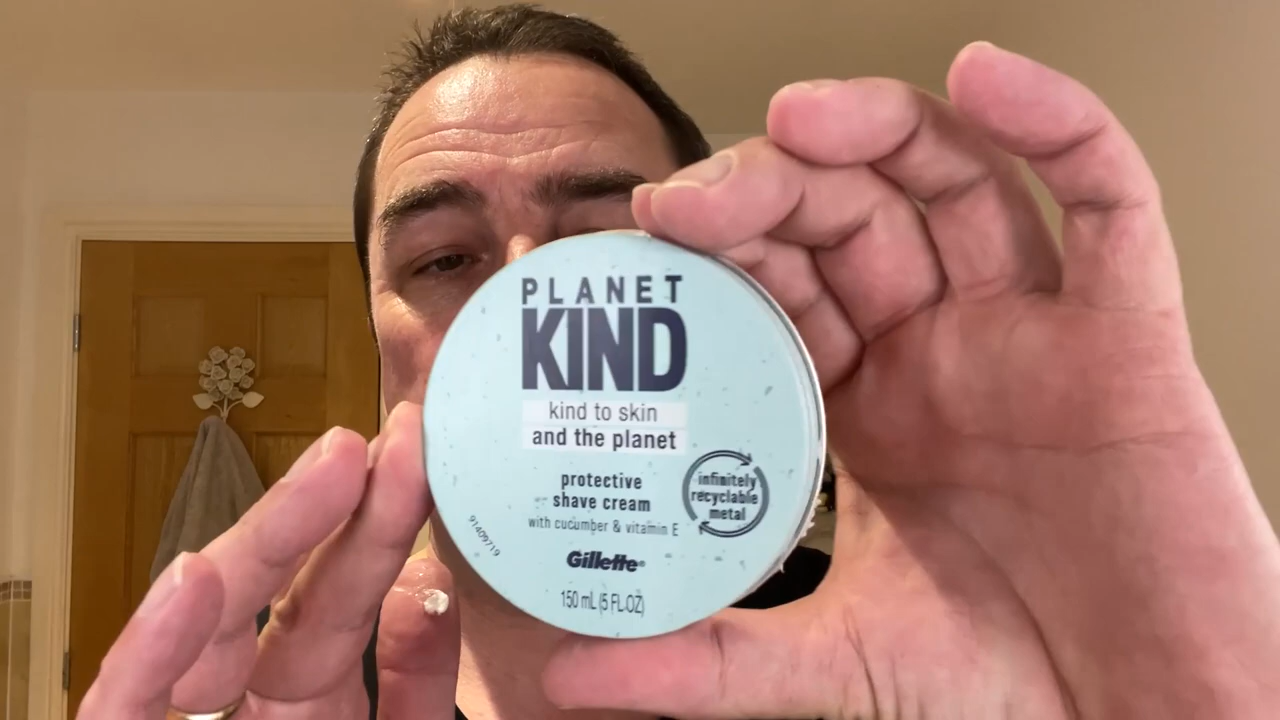 PLANET
KIND
kind to skin
and the planet
protective
shave cream
with cucumber & vitamin E
infinitely
recyclable
metal
91409719
Gillette®
150 mL (5 FL.OZ)